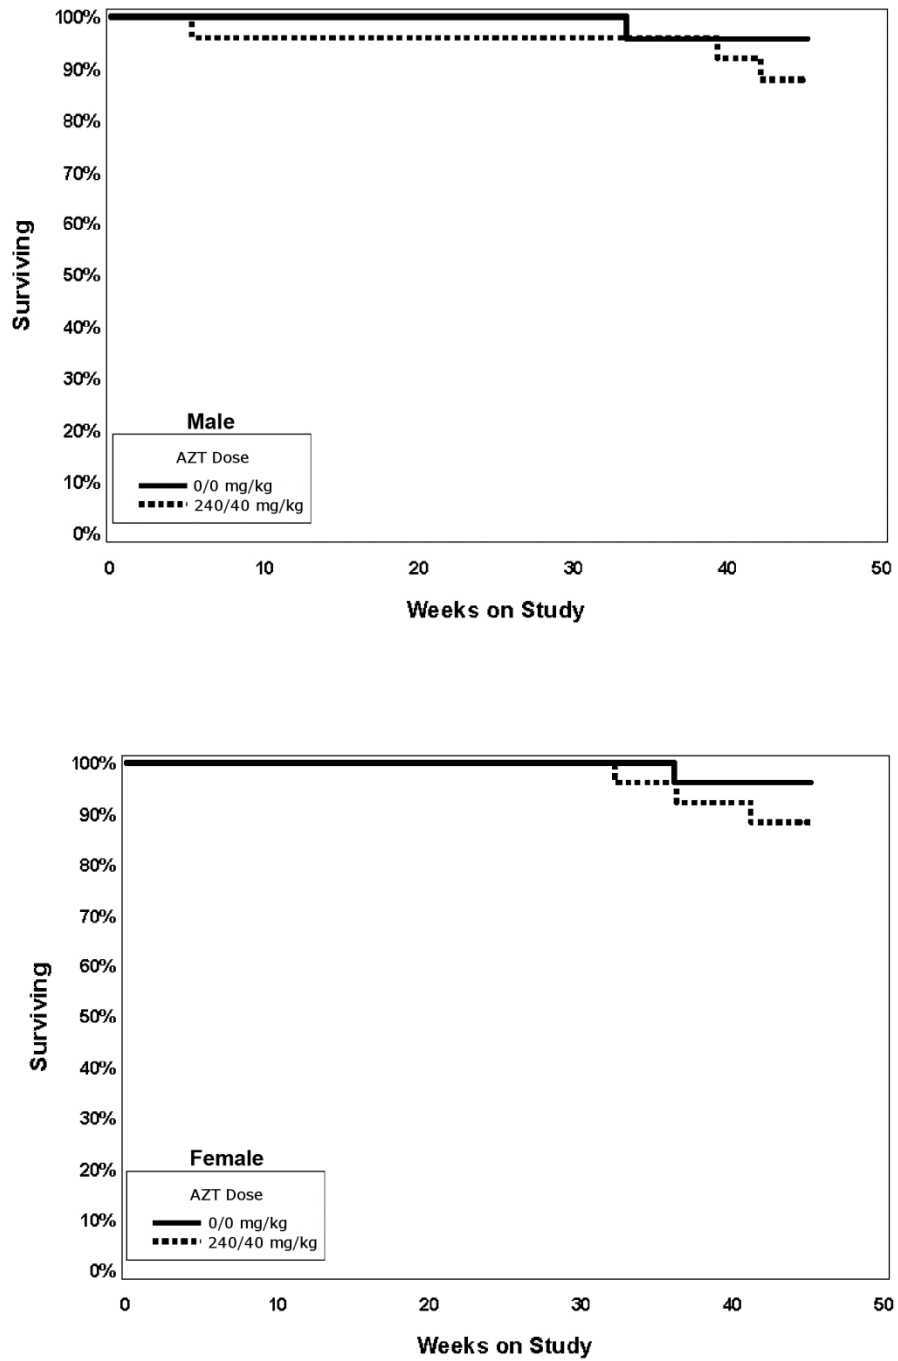 100%
90%
80%
70%
60%
50%
40%
30%
20%
10%
0%
Surviving
Male
AZT Dose
0/0 mg/kg
240/40 mg/kg
0 10 20 30 40 50
Weeks on Study
100%
90%
80%
70%
60%
50%
40%
30%
20%
10%
0%
Surviving
Female
AZT Dose
0/0 mg/kg
240/40 mg/kg
0 10 20 30 40 50
Weeks on Study